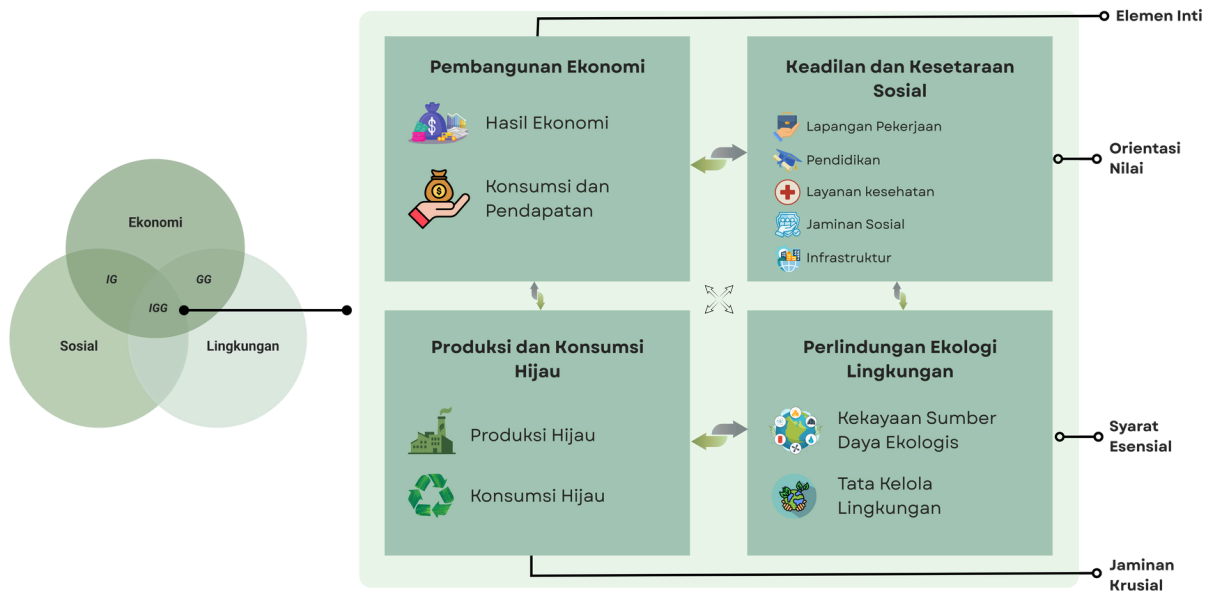 Ekonomi
IG
GG
IGG
Sosial
Lingkungan
Pembangunan Ekonomi
Hasil Ekonomi
Konsumsi dan
Pendapatan
Keadilan dan Kesetaraan
Sosial
Lapangan Pekerjaan
Pendidikan
Layanan kesehatan
Jaminan Sosial
Infrastruktur
Produksi dan Konsumsi
Hijau
Produksi Hijau
Konsumsi Hijau
Perlindungan Ekologi
Lingkungan
Kekayaan Sumber
Daya Ekologis
Tata Kelola
Lingkungan
Elemen Inti
Orientasi
Nilai
Syarat
Esensial
Jaminan
Krusial